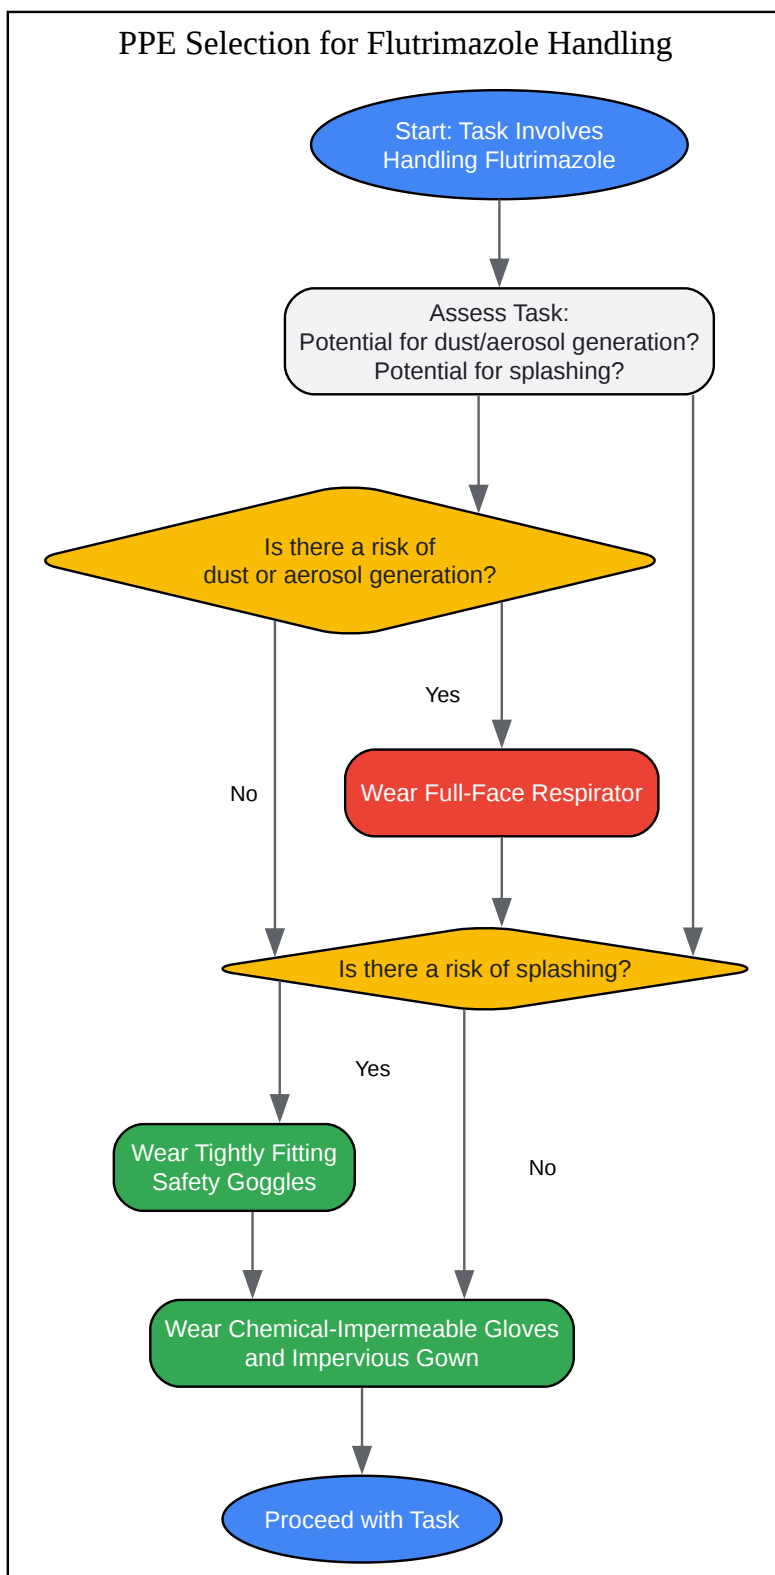 PPE Selection for Flutrimazole Handling
Start: Task Involves
Handling Flutrimazole
Assess Task:
Potential for dust/aerosol generation?
Potential for splashing?
Is there a risk of
dust or aerosol generation?
Yes
No
Wear Full-Face Respirator
Is there a risk of splashing?
Yes
No
Wear Tightly Fitting
Safety Goggles
Wear Chemical-Impermeable Gloves
and Impervious Gown
Proceed with Task